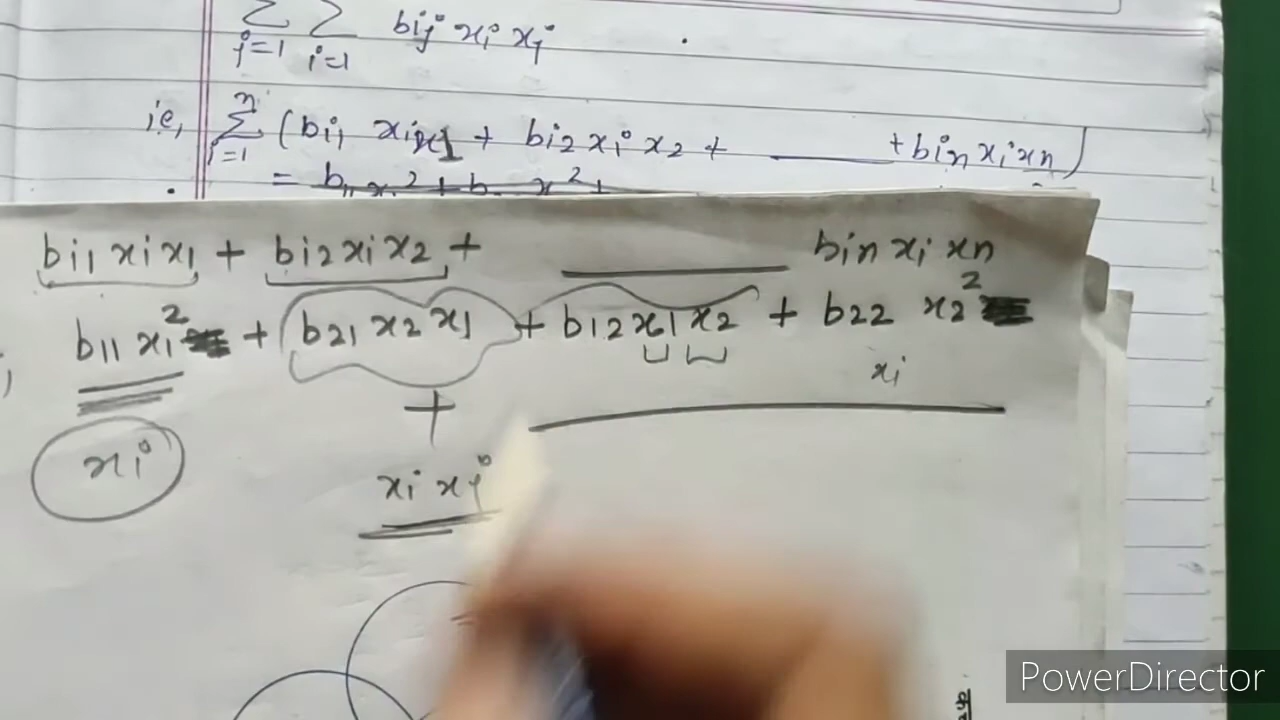 ∑ ∑ bij xi xj
j=1 i=1
n
ie, ∑ (bi1 xi x1 + bi2 xi x2 + ——— + bin xi xn)
i=1
= b11 x1² + b
bi1 xi x1 + bi2 xi x2 + ——— bin xi xn
b11 x1² + b21 x2 x1 + b12 x1 x2 + b22 x2²
xi
+ ———
xi
xi xj
PowerDirector